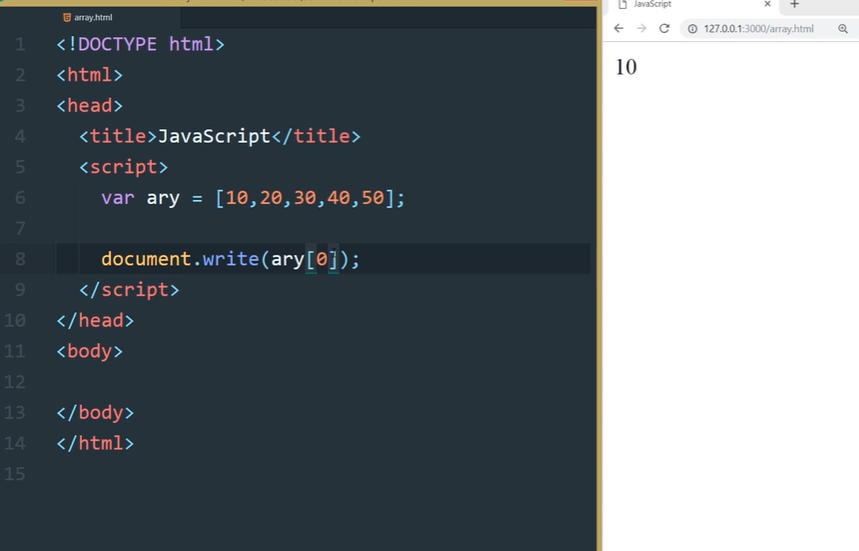 array.html
1 <!DOCTYPE html>
2 <html>
3 <head>
4 <title>JavaScript</title>
5 <script>
6 var ary = [10,20,30,40,50];
7
8 document.write(ary[0]);
9 </script>
10 </head>
11 <body>
12
13 </body>
14 </html>
15
JavaScript
127.0.0.1:3000/array.html
10